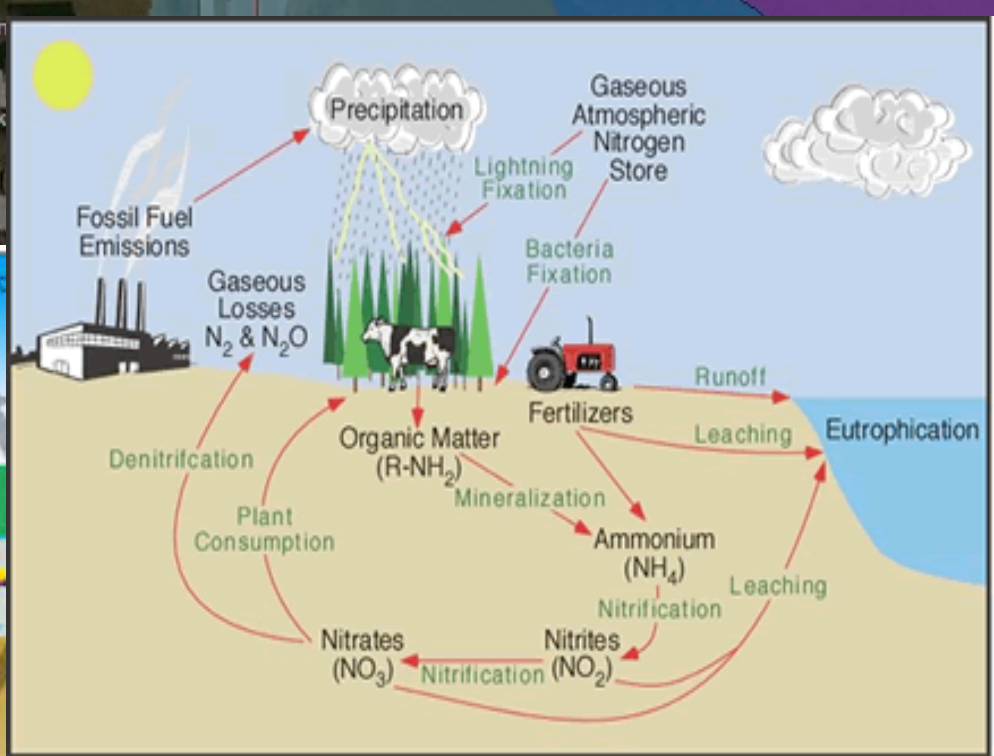 Precipitation
Gaseous
Atmospheric
Nitrogen
Store
Lightning
Fixation
Fossil Fuel
Emissions
Bacteria
Fixation
Gaseous
Losses
N₂ & N₂O
Runoff
Fertilizers
Leaching
Eutrophication
Organic Matter
(R-NH₂)
Denitrifcation
Mineralization
Plant
Consumption
Ammonium
(NH₄)
Leaching
Nitrification
Nitrates
(NO₃)
Nitrification
Nitrites
(NO₂)